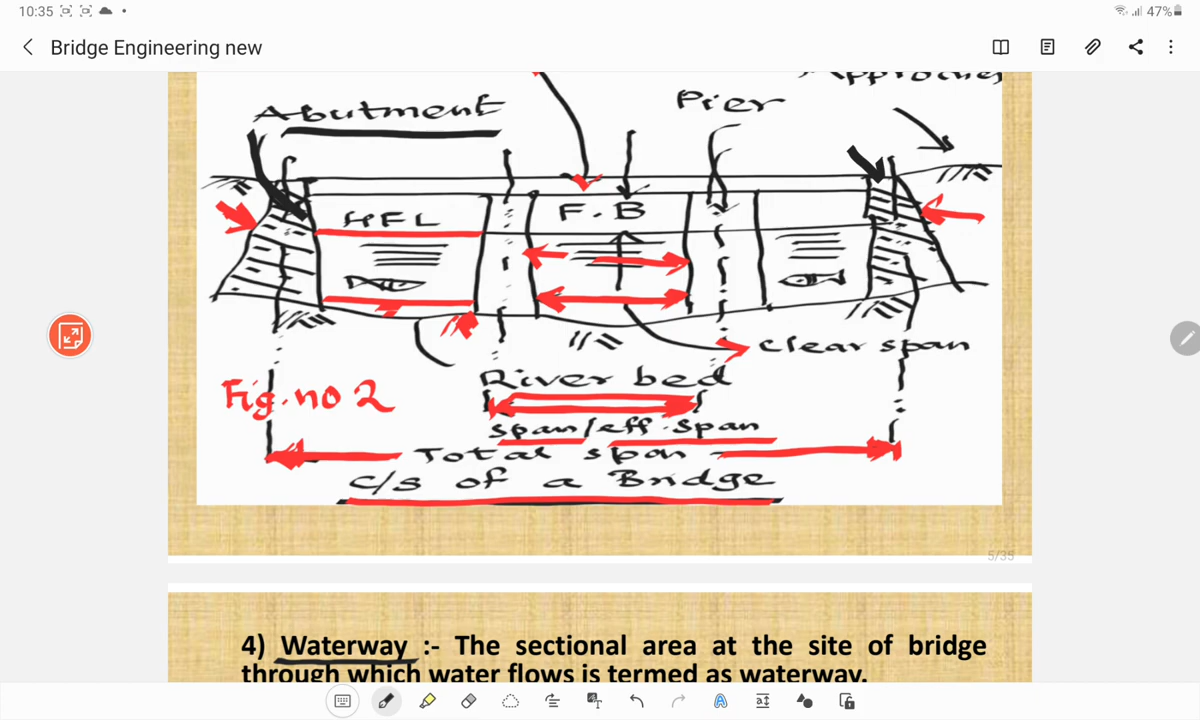 10:35
47%
Bridge Engineering new
Approches
Abutment
Pier
HFL
F.B
clear span
River bed
Fig.no 2
span/eff.span
Total span
c/s of a Bridge
5/35
4) Waterway :- The sectional area at the site of bridge
through which water flows is termed as waterway.